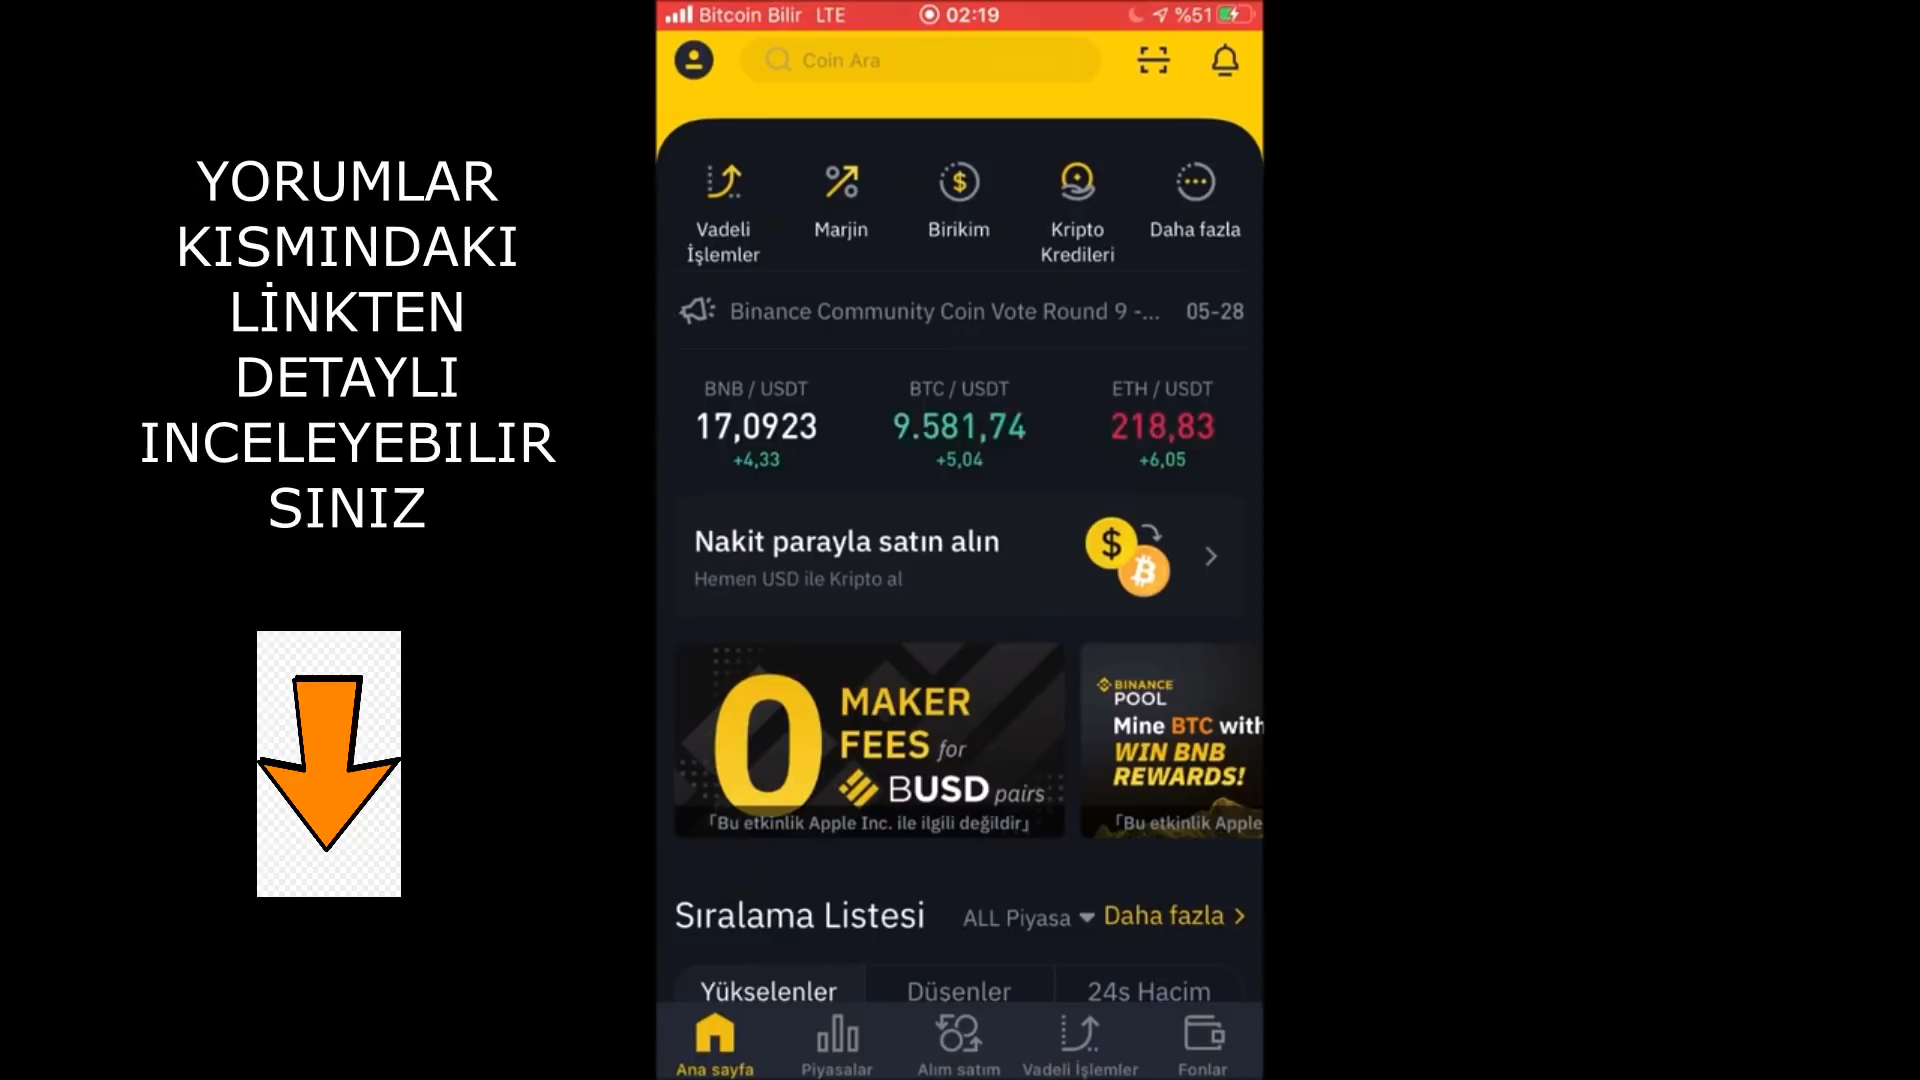 YORUMLAR
KISMINDAKI
LİNKTEN
DETAYLI
INCELEYEBILIR
SINIZ
Bitcoin Bilir LTE 02:19 %51
Coin Ara
Vadeli İşlemler
Marjin
Birikim
Kripto Kredileri
Daha fazla
Binance Community Coin Vote Round 9 -... 05-28
BNB / USDT BTC / USDT ETH / USDT
17,0923 9.581,74 218,83
+4,33 +5,04 +6,05
Nakit parayla satın alın
Hemen USD ile Kripto al
0 MAKER
FEES for
BUSD pairs
「Bu etkinlik Apple Inc. ile ilgili değildir」
BINANCE
POOL
Mine BTC with
WIN BNB
REWARDS!
「Bu etkinlik Apple
Sıralama Listesi ALL Piyasa Daha fazla
Yükselenler Düşenler 24s Hacim
Ana sayfa Piyasalar Alım satım Vadeli İşlemler Fonlar